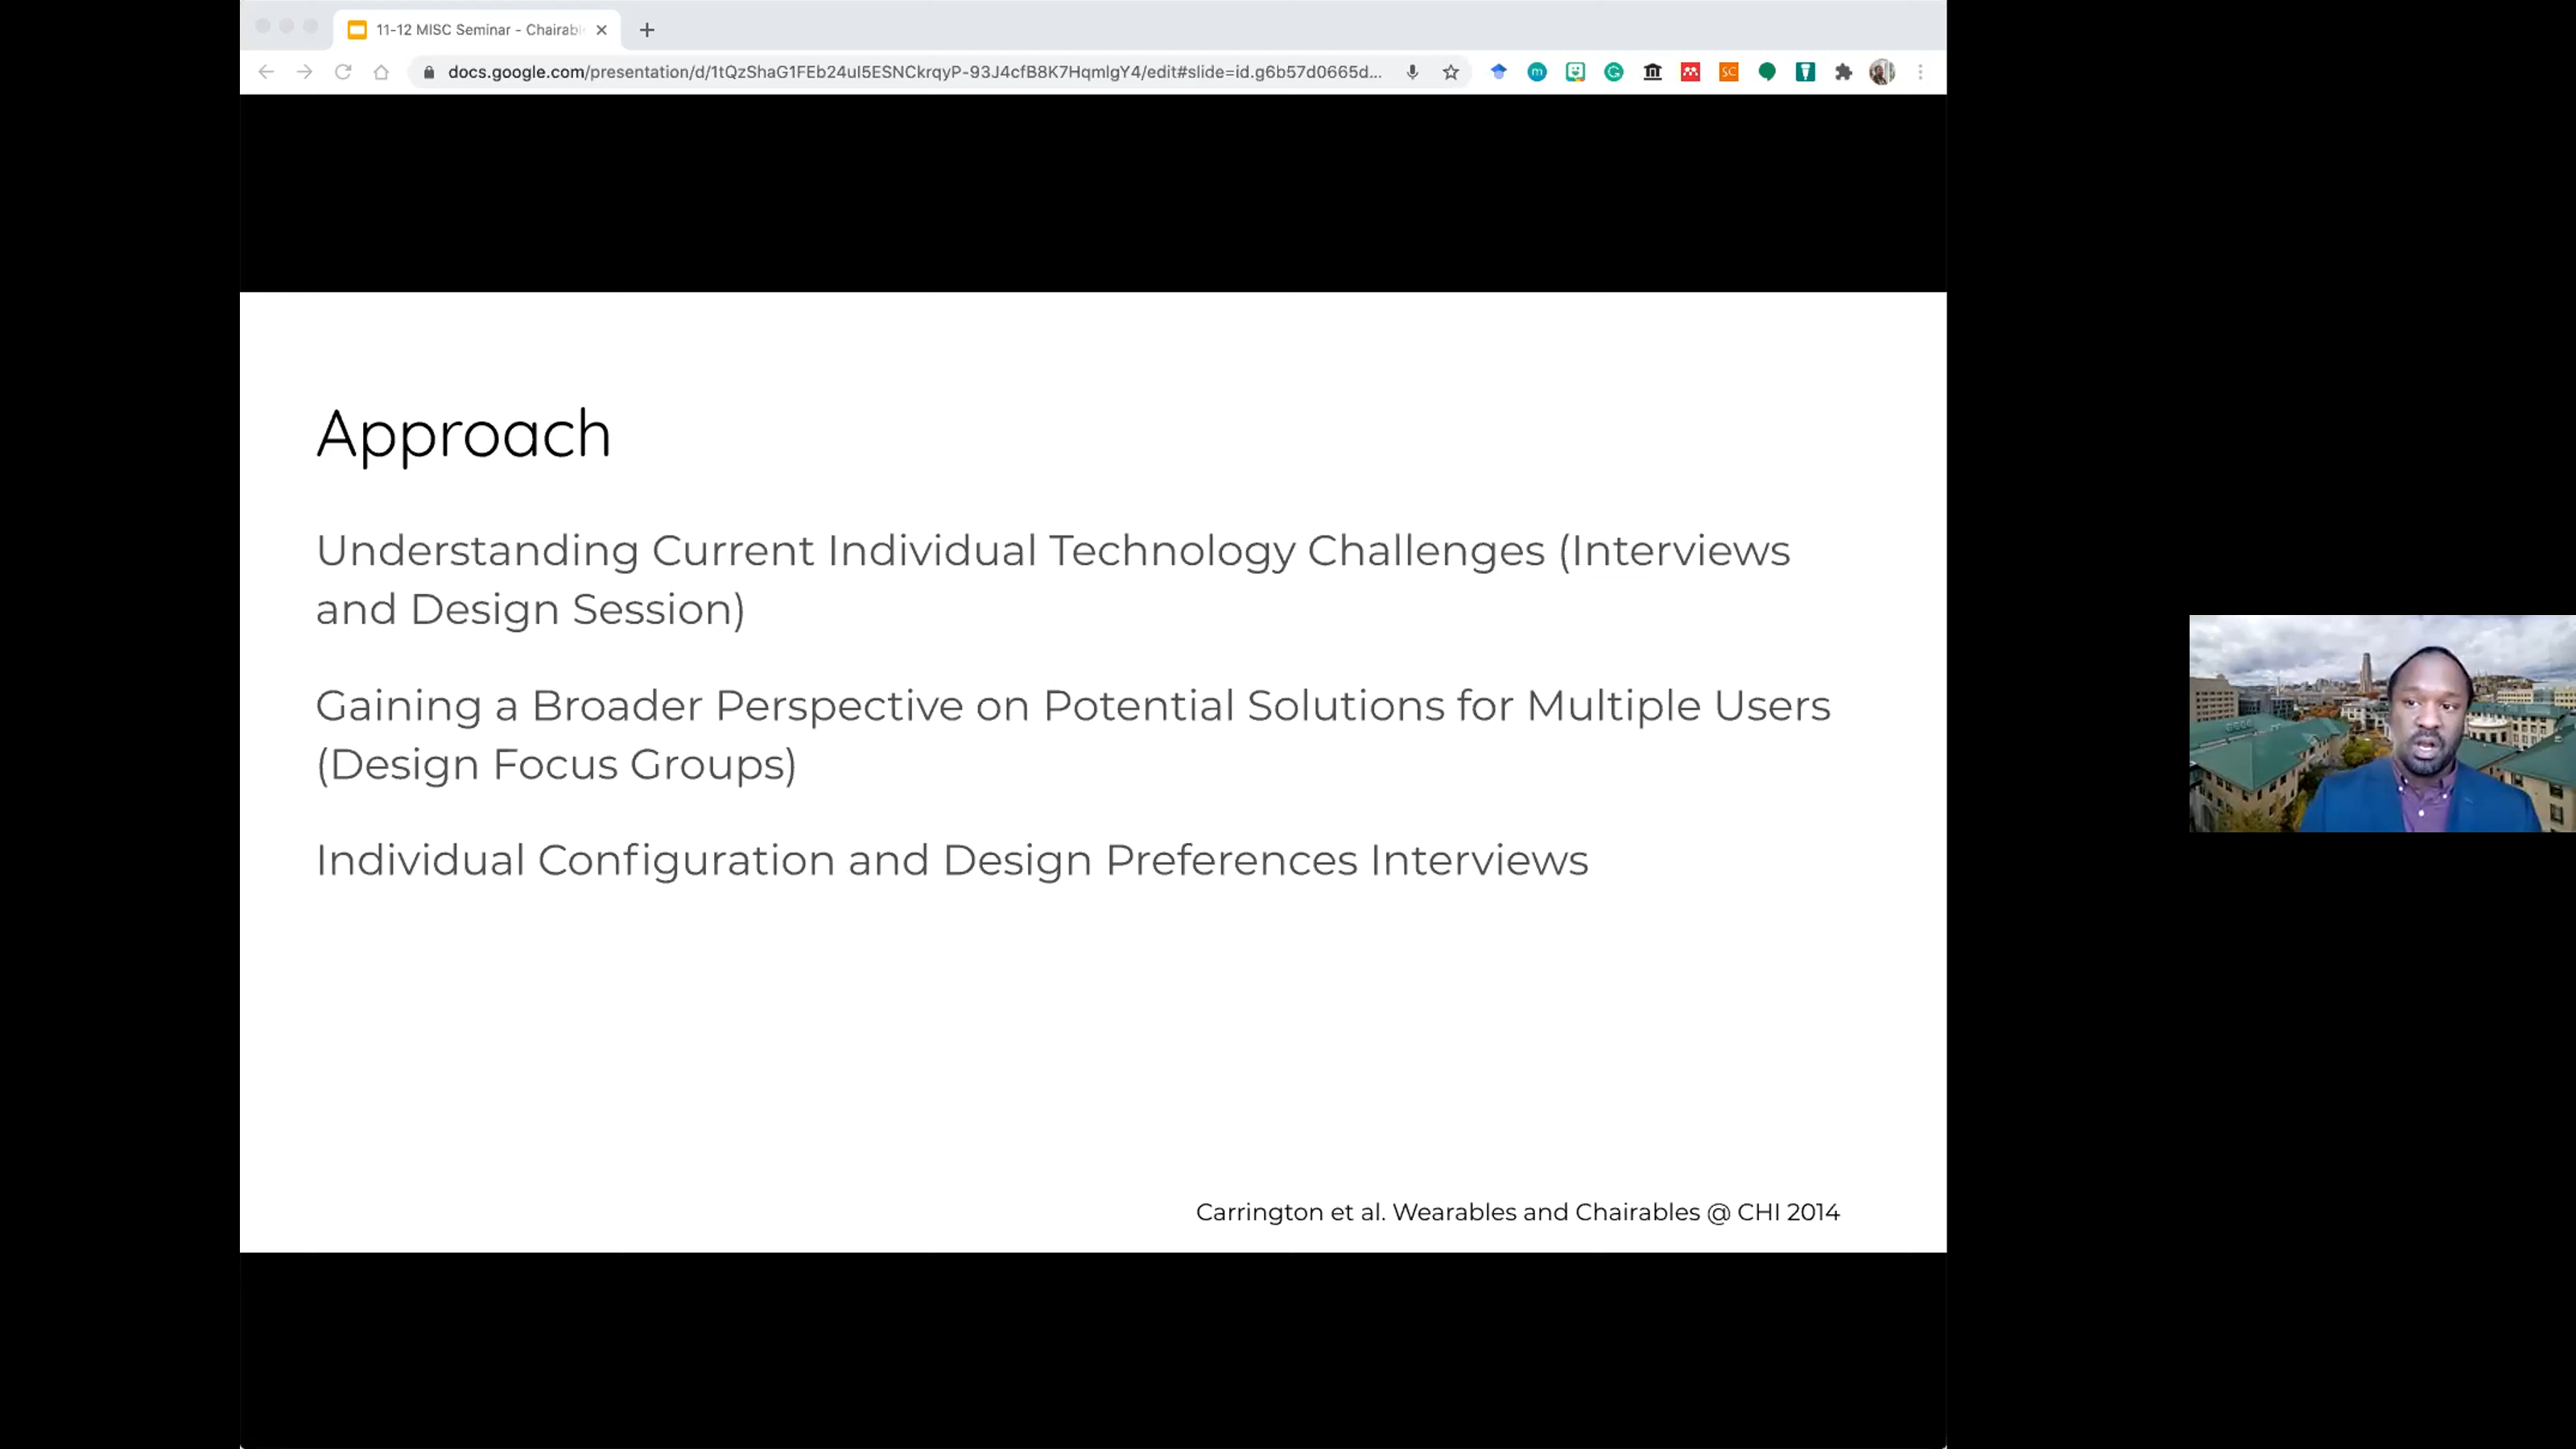 11-12 MISC Seminar - Chairabl
docs.google.com/presentation/d/1tQzShaG1FEb24uI5ESNCkrqyP-93J4cfB8K7HqmlgY4/edit#slide=id.g6b57d0665d...
Approach
Understanding Current Individual Technology Challenges (Interviews
and Design Session)
Gaining a Broader Perspective on Potential Solutions for Multiple Users
(Design Focus Groups)
Individual Configuration and Design Preferences Interviews
Carrington et al. Wearables and Chairables @ CHI 2014